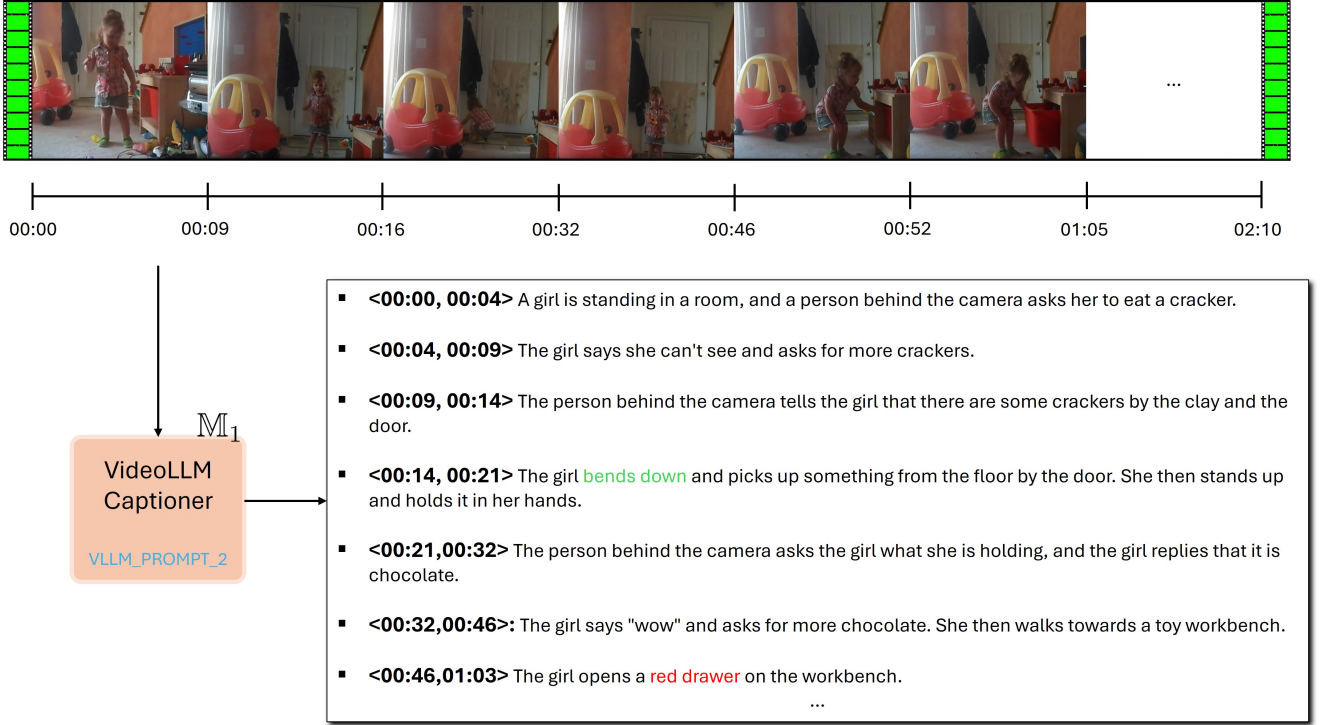 ...
00:00 00:09 00:16 00:32 00:46 00:52 01:05 02:10
𝕄1
VideoLLM
Captioner
VLLM_PROMPT_2
▪ <00:00, 00:04> A girl is standing in a room, and a person behind the camera asks her to eat a cracker.
▪ <00:04, 00:09> The girl says she can't see and asks for more crackers.
▪ <00:09, 00:14> The person behind the camera tells the girl that there are some crackers by the clay and the
door.
▪ <00:14, 00:21> The girl bends down and picks up something from the floor by the door. She then stands up
and holds it in her hands.
▪ <00:21,00:32> The person behind the camera asks the girl what she is holding, and the girl replies that it is
chocolate.
▪ <00:32,00:46>: The girl says "wow" and asks for more chocolate. She then walks towards a toy workbench.
▪ <00:46,01:03> The girl opens a red drawer on the workbench.
...